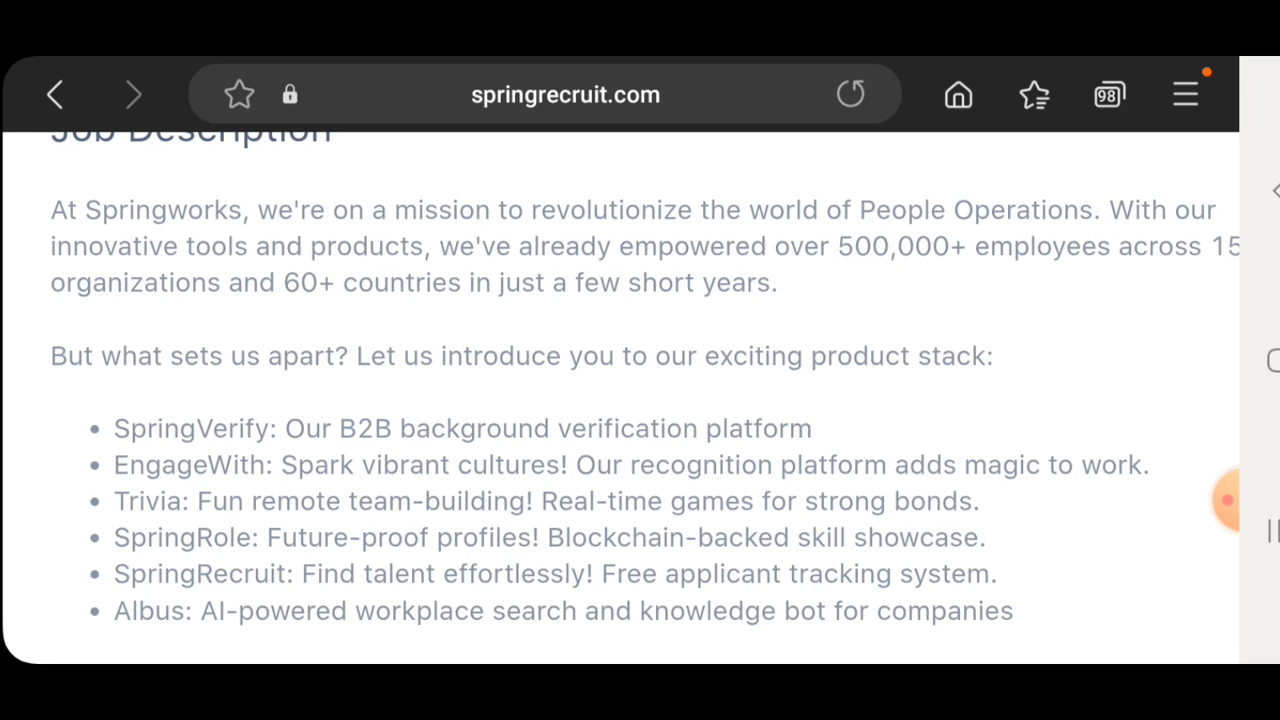 springrecruit.com
98
Job Description
At Springworks, we're on a mission to revolutionize the world of People Operations. With our
innovative tools and products, we've already empowered over 500,000+ employees across 15
organizations and 60+ countries in just a few short years.
But what sets us apart? Let us introduce you to our exciting product stack:
• SpringVerify: Our B2B background verification platform
• EngageWith: Spark vibrant cultures! Our recognition platform adds magic to work.
• Trivia: Fun remote team-building! Real-time games for strong bonds.
• SpringRole: Future-proof profiles! Blockchain-backed skill showcase.
• SpringRecruit: Find talent effortlessly! Free applicant tracking system.
• Albus: AI-powered workplace search and knowledge bot for companies